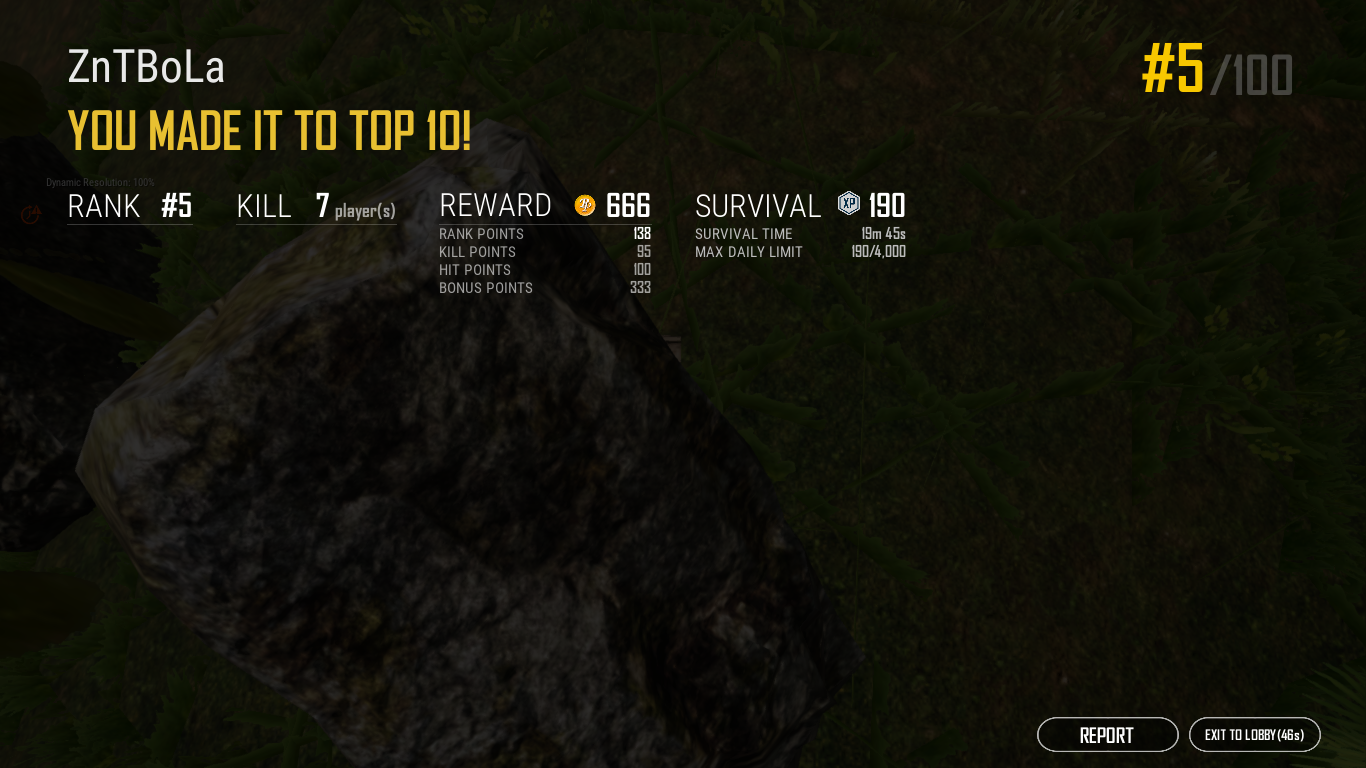 ZnTBoLa
#5/100
YOU MADE IT TO TOP 10!
Dynamic Resolution: 100%
RANK #5
KILL 7 player(s)
REWARD 666
RANK POINTS 138
KILL POINTS 95
HIT POINTS 100
BONUS POINTS 333
SURVIVAL XP 190
SURVIVAL TIME 19m 45s
MAX DAILY LIMIT 190/4,000
REPORT
EXIT TO LOBBY(46s)